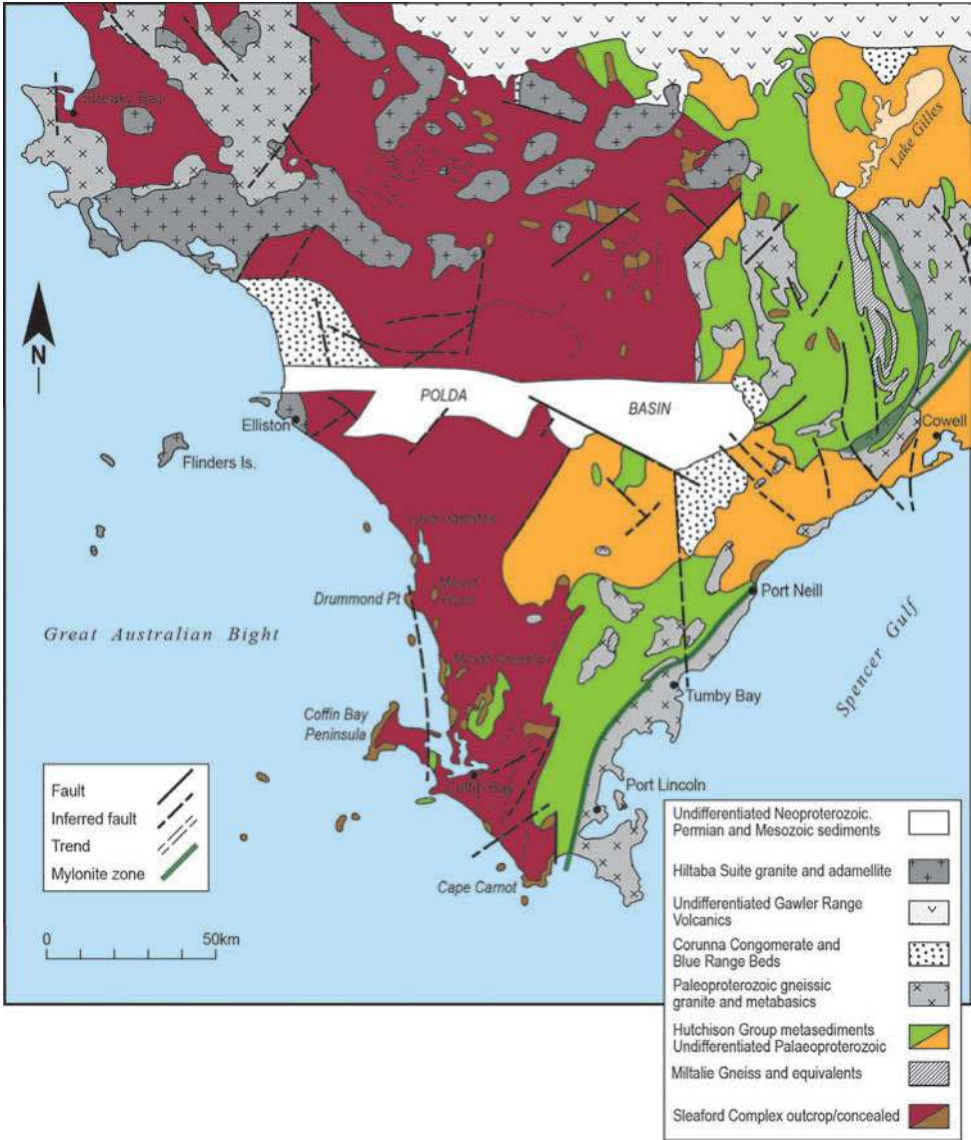 Streaky Bay
Lake Gilles
N
POLDA
BASIN
Elliston
Cowell
Flinders Is.
Drummond Pt
Port Neill
Great Australian Bight
Spencer Gulf
Mount Greenly
Tumby Bay
Coffin Bay
Peninsula
Coffin Bay
Port Lincoln
Cape Carnot
Fault
Inferred fault
Trend
Mylonite zone
0 50km
Undifferentiated Neoproterozoic.
Permian and Mesozoic sediments
Hiltaba Suite granite and adamellite
Undifferentiated Gawler Range
Volcanics
Corunna Congomerate and
Blue Range Beds
Paleoproterozoic gneissic
granite and metabasics
Hutchison Group metasediments
Undifferentiated Palaeoproterozoic
Miltalie Gneiss and equivalents
Sleaford Complex outcrop/concealed